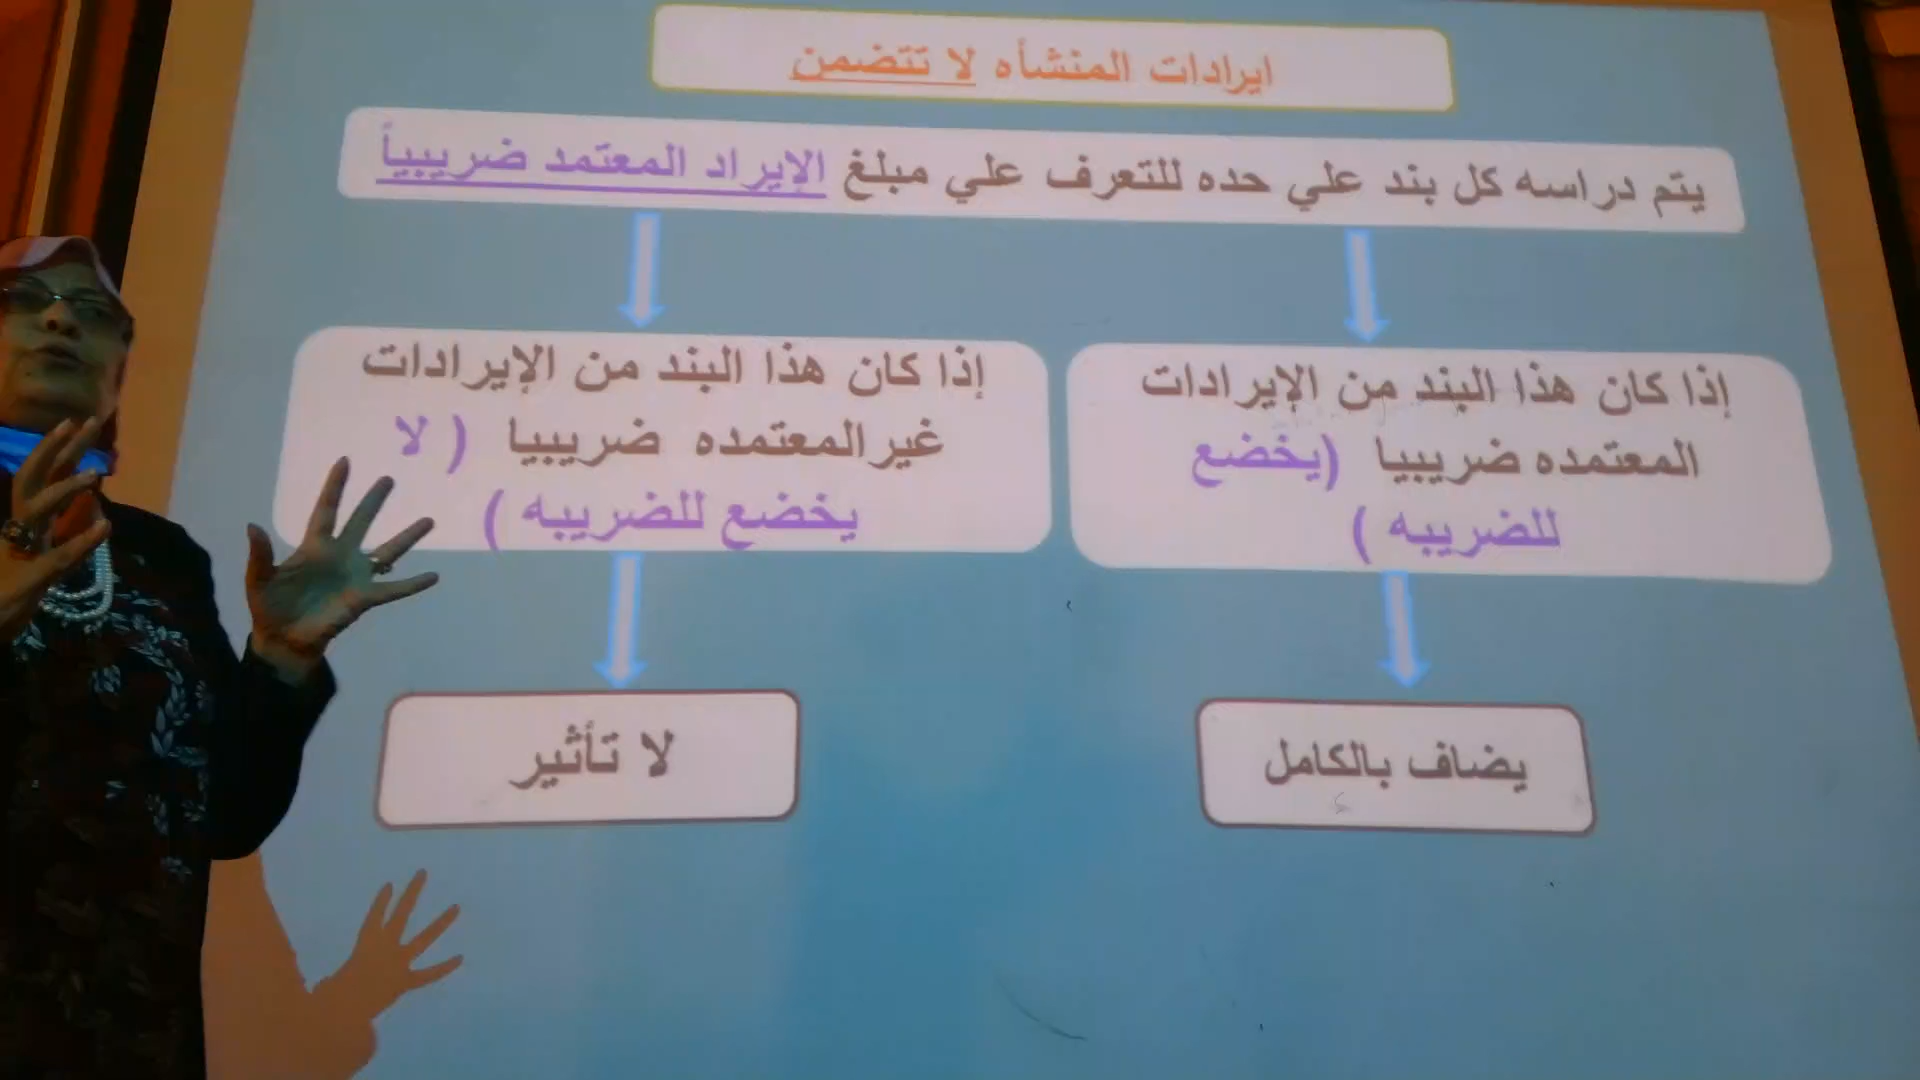 ايرادات المنشأه لا تتضمن
يتم دراسه كل بند علي حده للتعرف علي مبلغ الإيراد المعتمد ضريبياً
إذا كان هذا البند من الإيرادات
المعتمده ضريبيا (يخضع
للضريبه )
إذا كان هذا البند من الإيرادات
غيرالمعتمده ضريبيا ( لا
يخضع للضريبه )
يضاف بالكامل
لا تأثير